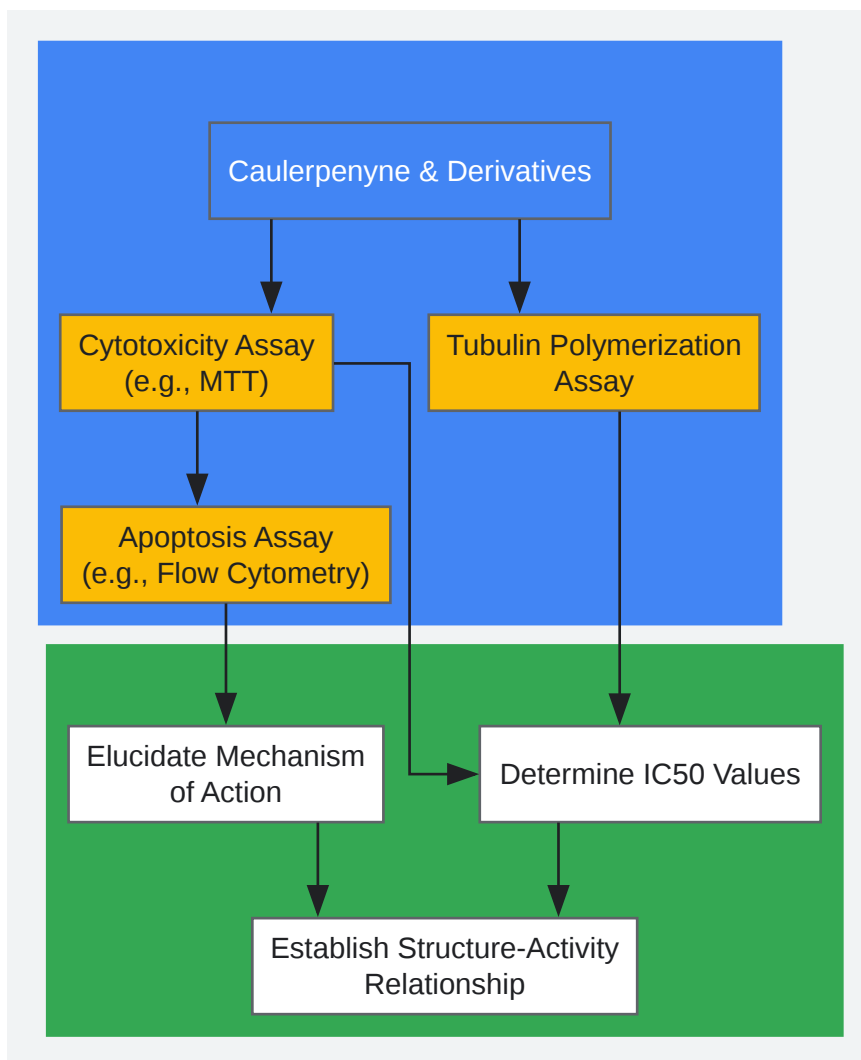 Caulerpenyne & Derivatives
Cytotoxicity Assay
(e.g., MTT)
Tubulin Polymerization
Assay
Apoptosis Assay
(e.g., Flow Cytometry)
Elucidate Mechanism
of Action
Determine IC50 Values
Establish Structure-Activity
Relationship